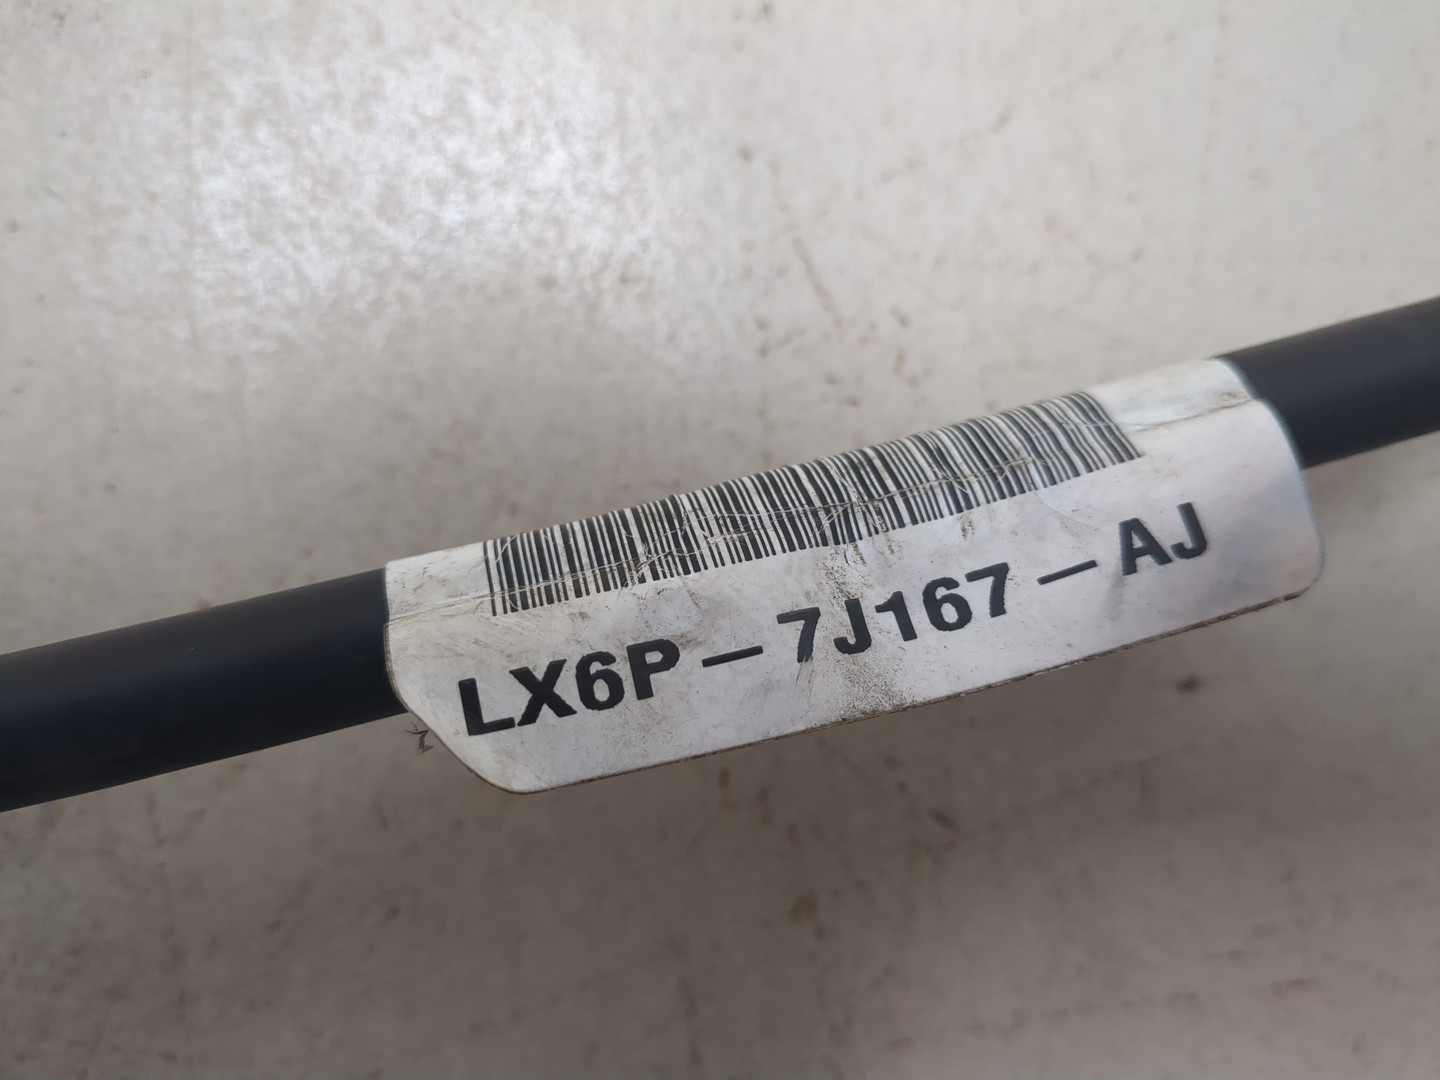 LX6P – 7J167 – AJ